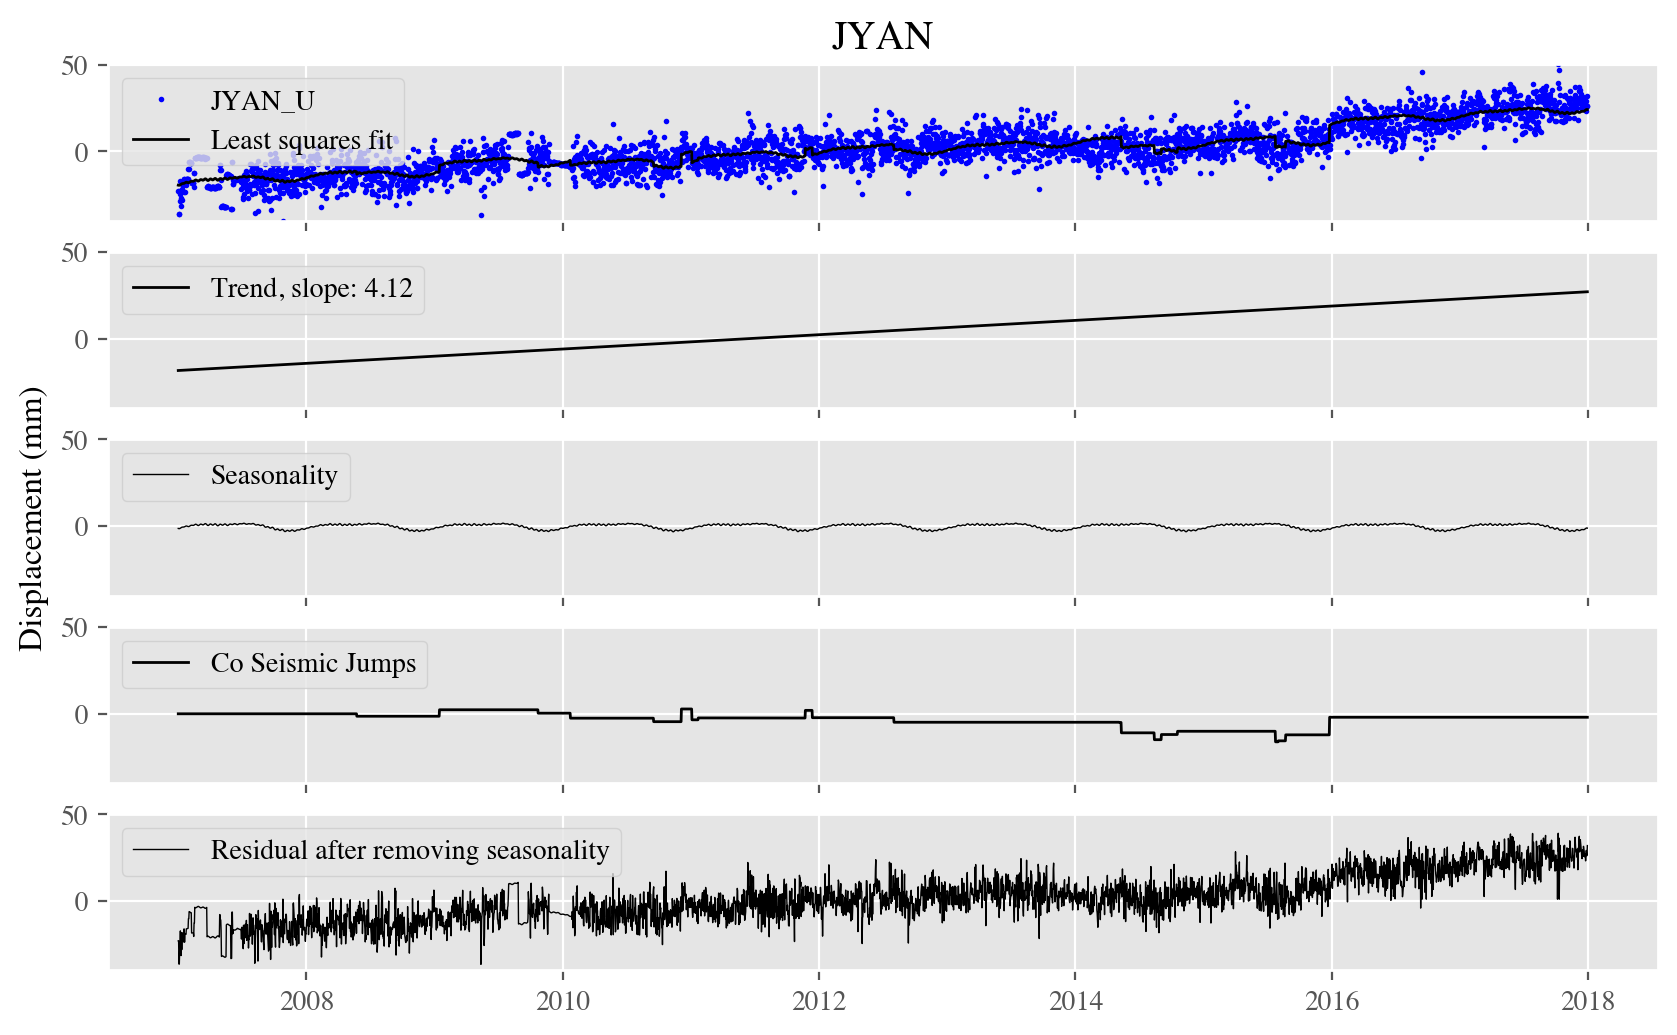 JYAN
50
JYAN_U
Least squares fit
0
50
Trend, slope: 4.12
0
Displacement (mm)
50
Seasonality
0
50
Co Seismic Jumps
0
50
Residual after removing seasonality
0
2008 2010 2012 2014 2016 2018